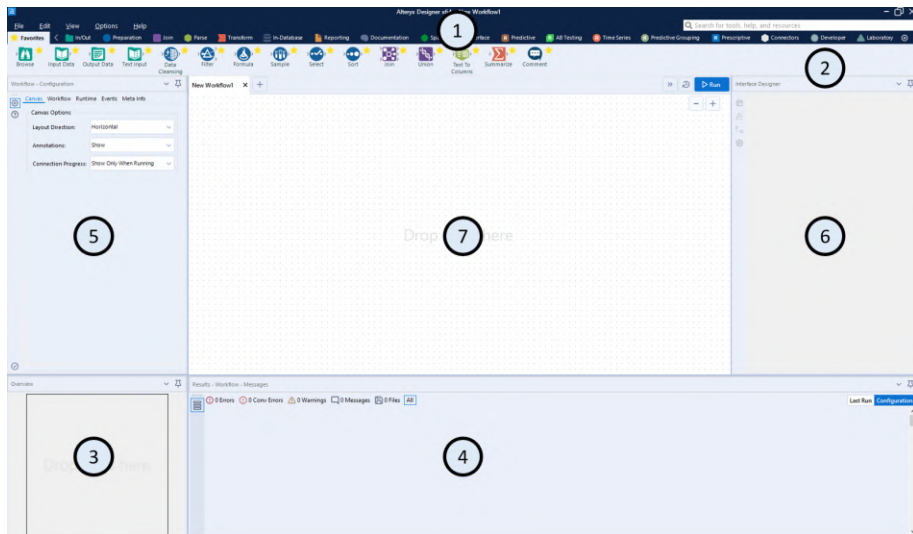 Alteryx Designer x64 - New Workflow1
File Edit View Options Help
Search for tools, help, and resources
Favorites In/Out Preparation Join Parse Transform In-Database Reporting Documentation Predictive AB Testing Time Series Predictive Grouping Prescriptive Connectors Developer Laboratory
1
Browse Input Data Output Data Text Input Data Cleansing Filter Formula Sample Select Sort Join Union Text To Columns Summarize Comment
2
Workflow - Configuration
New Workflow1 × +
» Run
Interface Designer
Canvas Workflow Runtime Events Meta Info
− +
Canvas Options
Layout Direction: Horizontal
Annotations: Show
Connection Progress: Show Only When Running
5
Drop here
7
6
Overview
Results - Workflow - Messages
0 Errors 0 Conv Errors 0 Warnings 0 Messages 0 Files All
Last Run Configuration
3
here
4